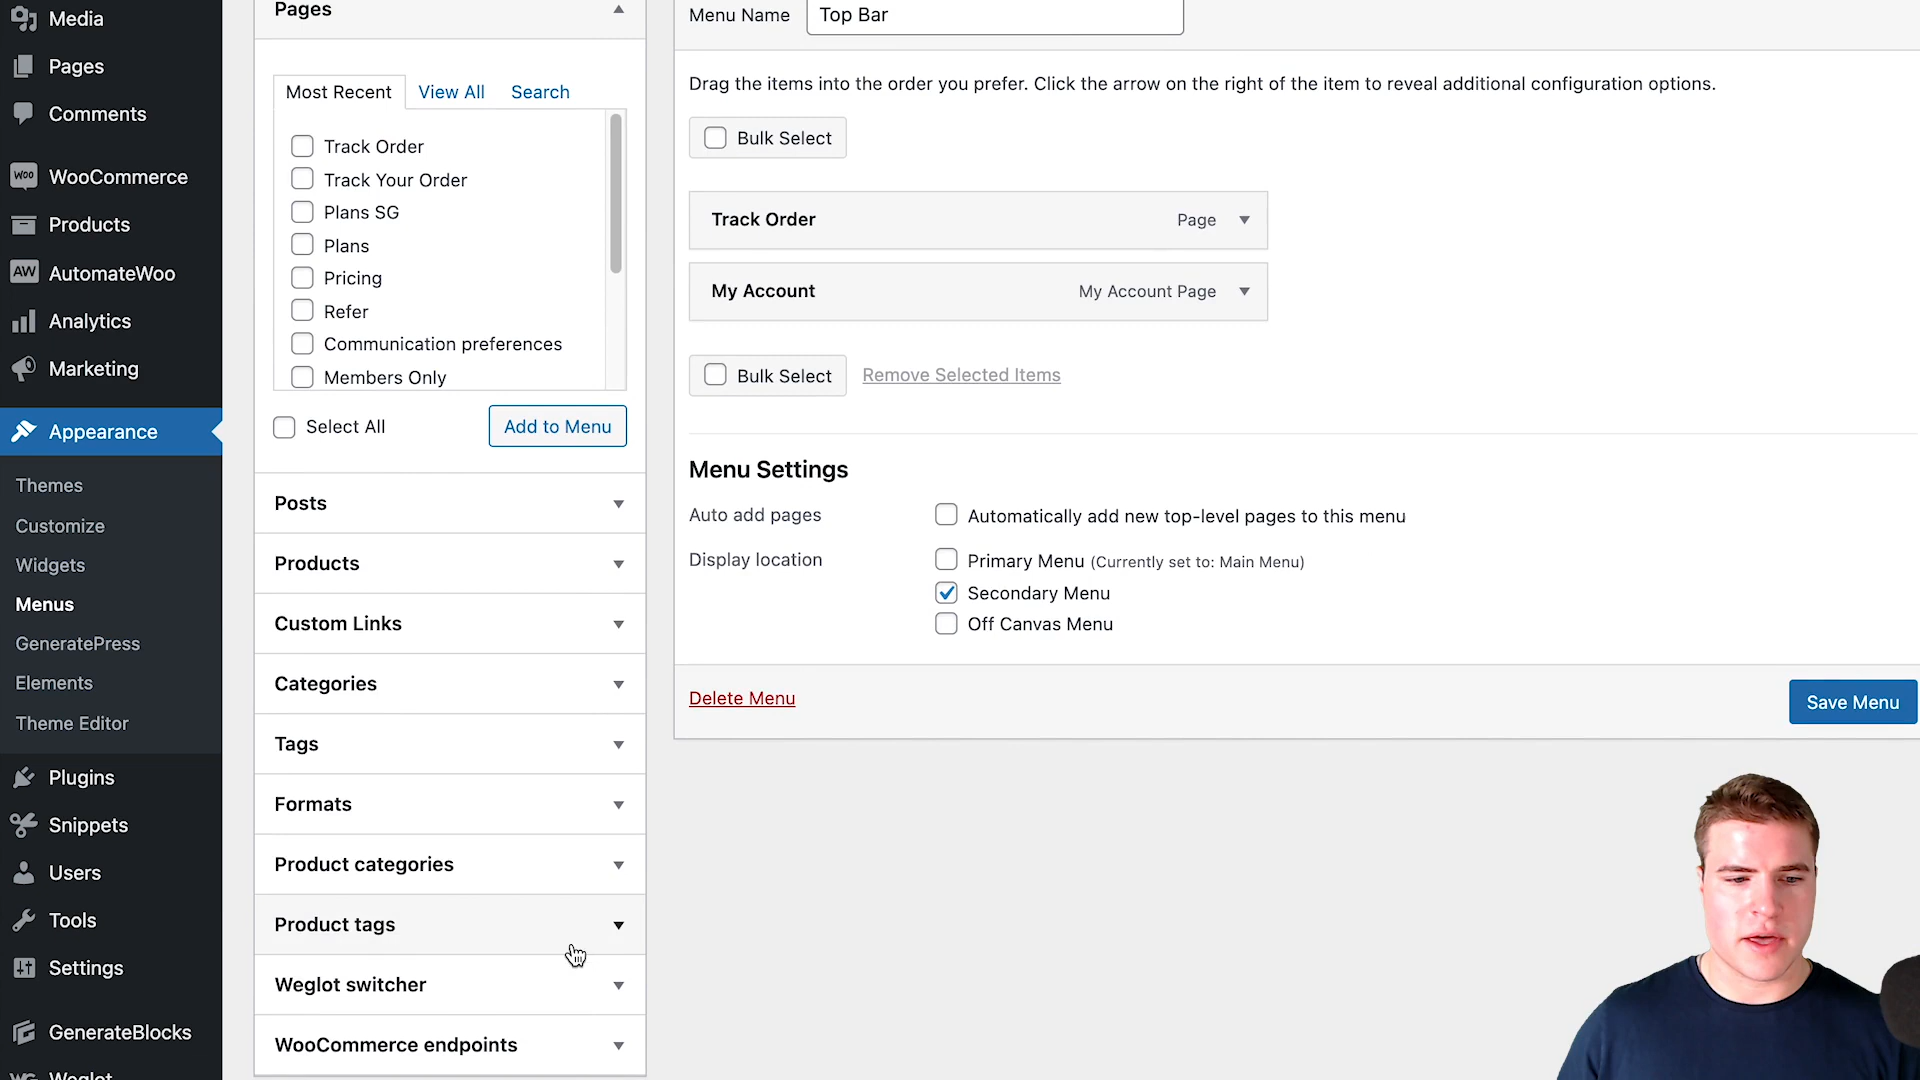 Media
Pages
Comments
WOO WooCommerce
Products
AW AutomateWoo
Analytics
Marketing
Appearance
Themes
Customize
Widgets
Menus
GeneratePress
Elements
Theme Editor
Plugins
Snippets
Users
Tools
Settings
GenerateBlocks
Weglot
Pages
Most Recent View All Search
Track Order
Track Your Order
Plans SG
Plans
Pricing
Refer
Communication preferences
Members Only
Select All Add to Menu
Posts
Products
Custom Links
Categories
Tags
Formats
Product categories
Product tags
Weglot switcher
WooCommerce endpoints
Menu Name Top Bar
Drag the items into the order you prefer. Click the arrow on the right of the item to reveal additional configuration options.
Bulk Select
Track Order Page
My Account My Account Page
Bulk Select Remove Selected Items
Menu Settings
Auto add pages Automatically add new top-level pages to this menu
Display location Primary Menu (Currently set to: Main Menu)
Secondary Menu
Off Canvas Menu
Delete Menu Save Menu